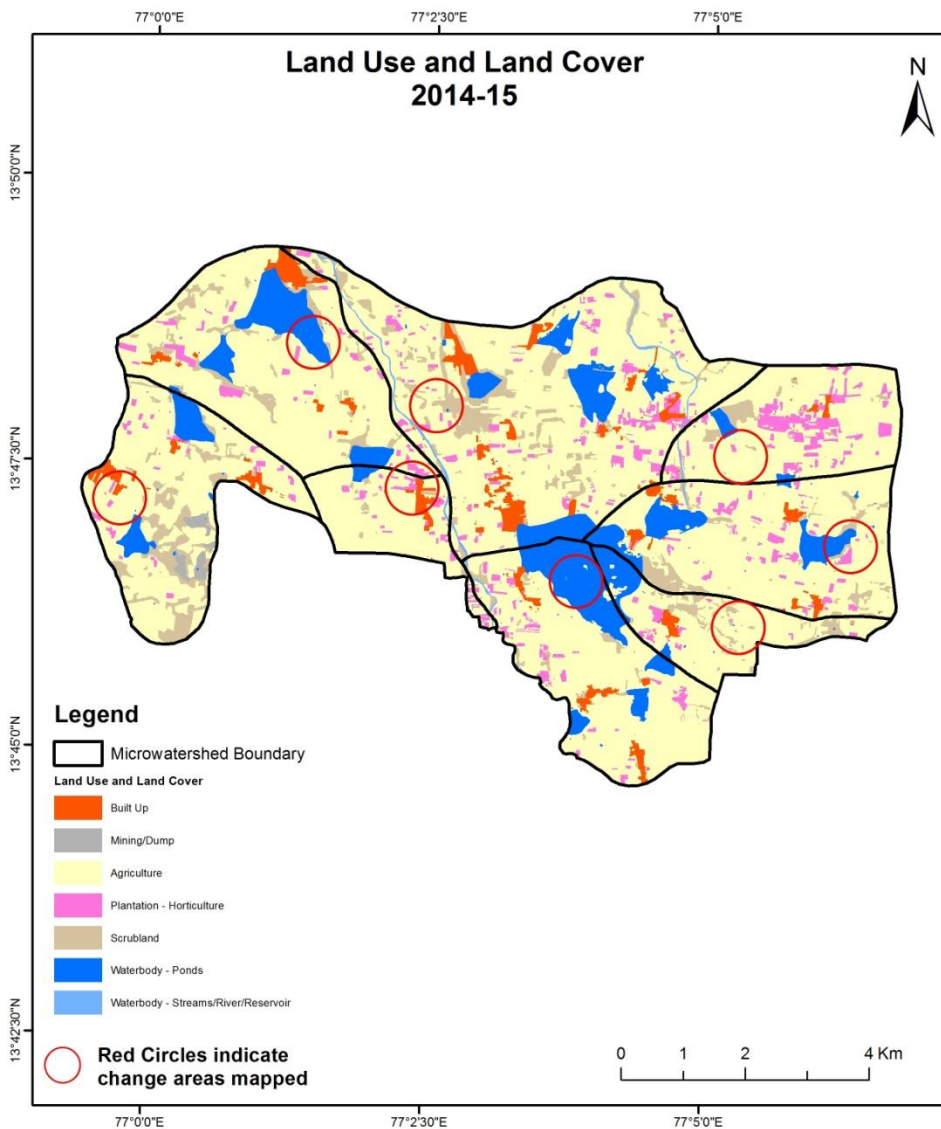 77°0'0"E
77°2'30"E
77°5'0"E
Land Use and Land Cover
2014-15
N
13°50'0"N
13°47'30"N
13°45'0"N
13°42'30"N
Legend
Microwatershed Boundary
Land Use and Land Cover
Built Up
Mining/Dump
Agriculture
Plantation - Horticulture
Scrubland
Waterbody - Ponds
Waterbody - Streams/River/Reservoir
Red Circles indicate
change areas mapped
0 1 2 4 Km
77°0'0"E
77°2'30"E
77°5'0"E